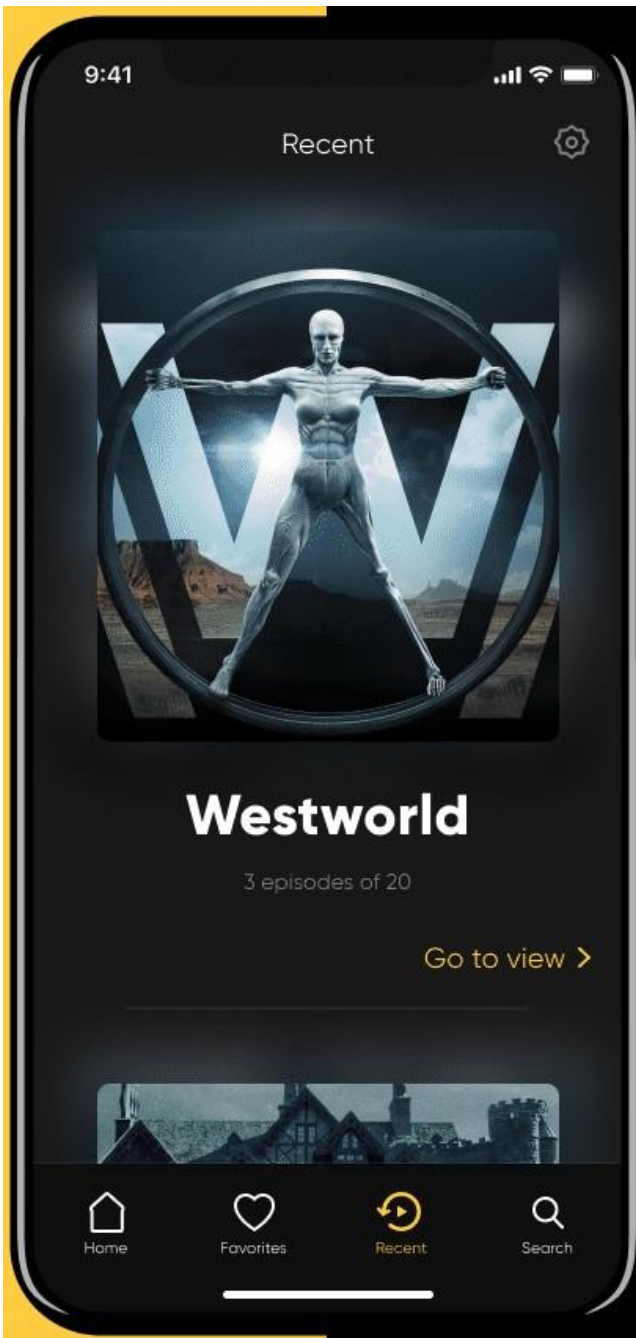 9:41
Recent
Westworld
3 episodes of 20
Go to view
Home
Favorites
Recent
Search